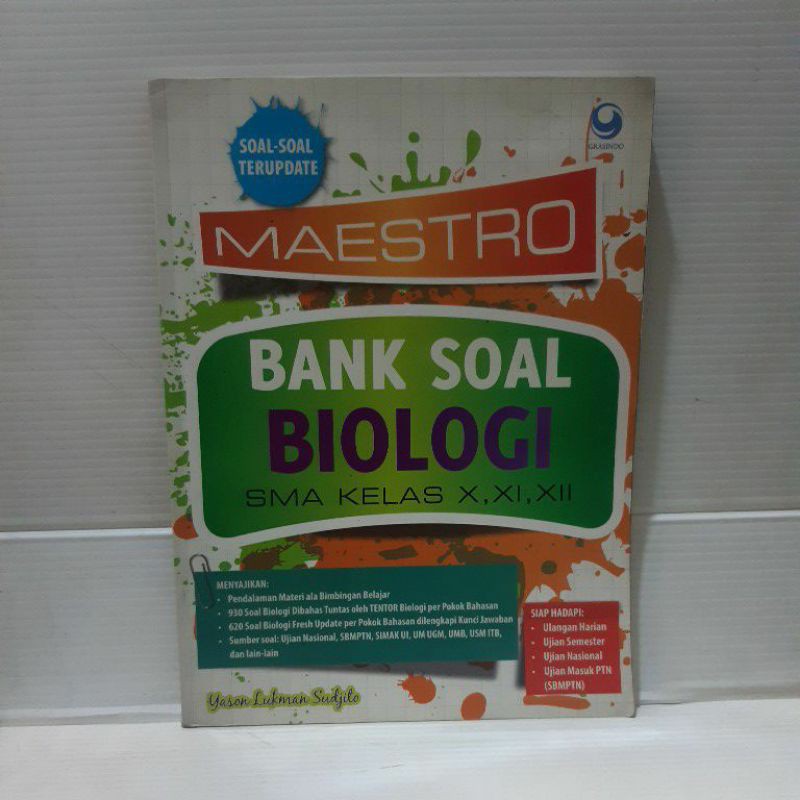 SOAL-SOAL
TERUPDATE
GRASINDO
MAESTRO
BANK SOAL
BIOLOGI
SMA KELAS X, XI, XII
MENYAJIKAN:
• Pendalaman Materi ala Bimbingan Belajar
• 930 Soal Biologi Dibahas Tuntas oleh TENTOR Biologi per Pokok Bahasan
• 620 Soal Biologi Fresh Update per Pokok Bahasan dilengkapi Kunci Jawaban
• Sumber soal: Ujian Nasional, SBMPTN, SIMAK UI, UM UGM, UMB, USM ITB,
dan lain-lain
SIAP HADAPI:
• Ulangan Harian
• Ujian Semester
• Ujian Nasional
• Ujian Masuk PTN
(SBMPTN)
Yason Lukman Sudjito